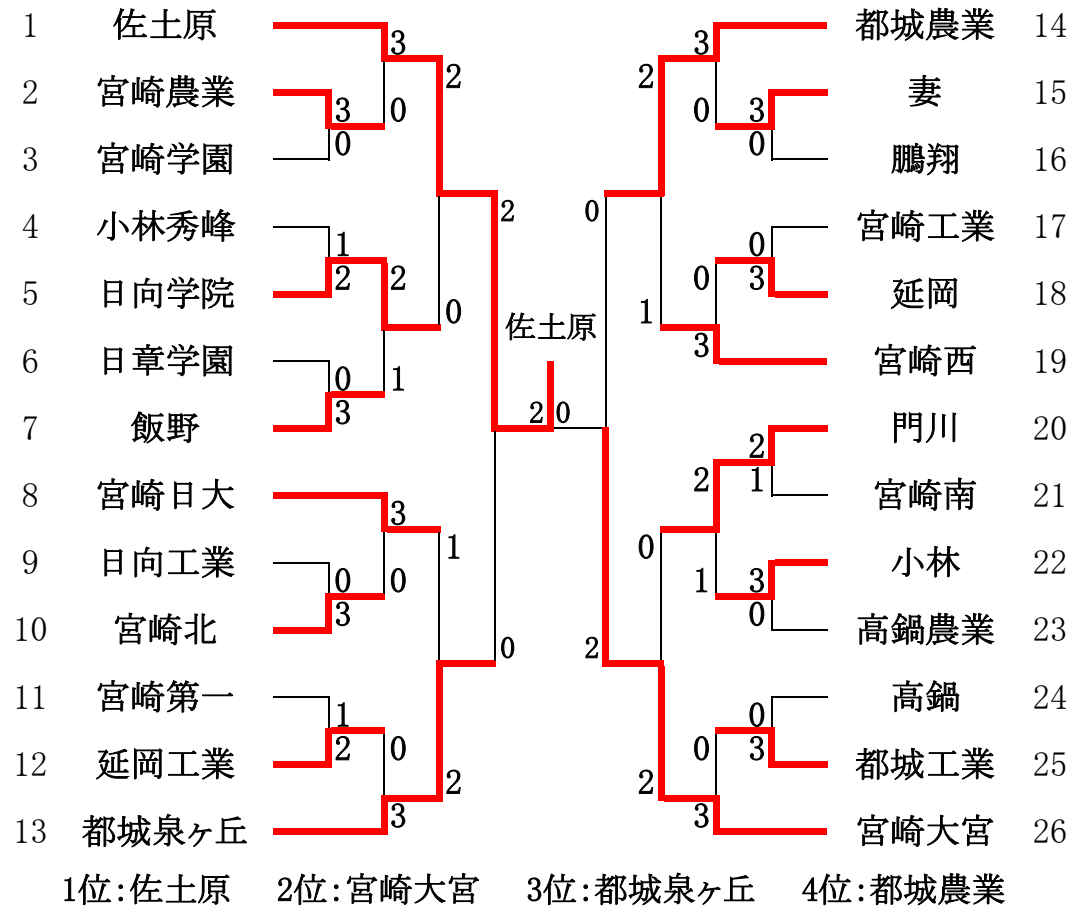 1 佐土原 3 3 都城農業 14
2 2
2 宮崎農業 3 0 0 3 妻 15
3 宮崎学園 0 0 鵬翔 16
4 小林秀峰 1 2 0 0 宮崎工業 17
5 日向学院 2 2 0 3 延岡 18
0 佐土原 1
6 日章学園 0 1 3 宮崎西 19
7 飯野 3 2 0 2 門川 20
8 宮崎日大 3 2 1 宮崎南 21
1 0
9 日向工業 0 0 1 3 小林 22
10 宮崎北 3 0 高鍋農業 23
0 2
11 宮崎第一 1 0 高鍋 24
12 延岡工業 2 0 0 3 都城工業 25
2 2
13 都城泉ヶ丘 3 3 宮崎大宮 26
1位:佐土原 2位:宮崎大宮 3位:都城泉ヶ丘 4位:都城農業